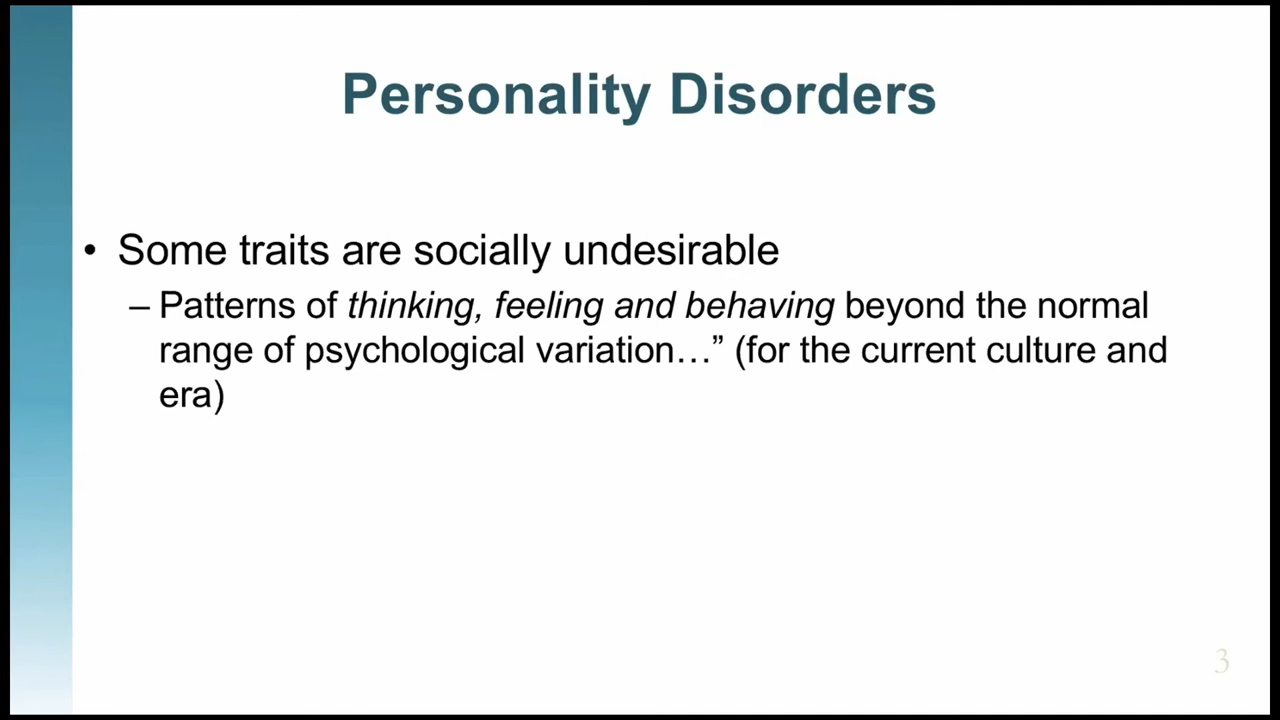 Personality Disorders
• Some traits are socially undesirable
– Patterns of thinking, feeling and behaving beyond the normal
range of psychological variation…” (for the current culture and
era)
3